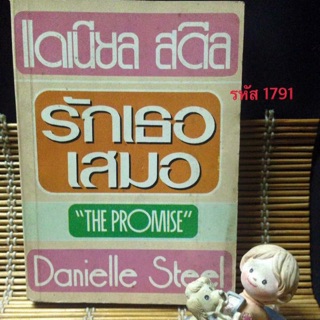 แดเนียล สตีล
รหัส 1791
รักเธอ
เสมอ
"THE PROMISE"
Danielle Steel